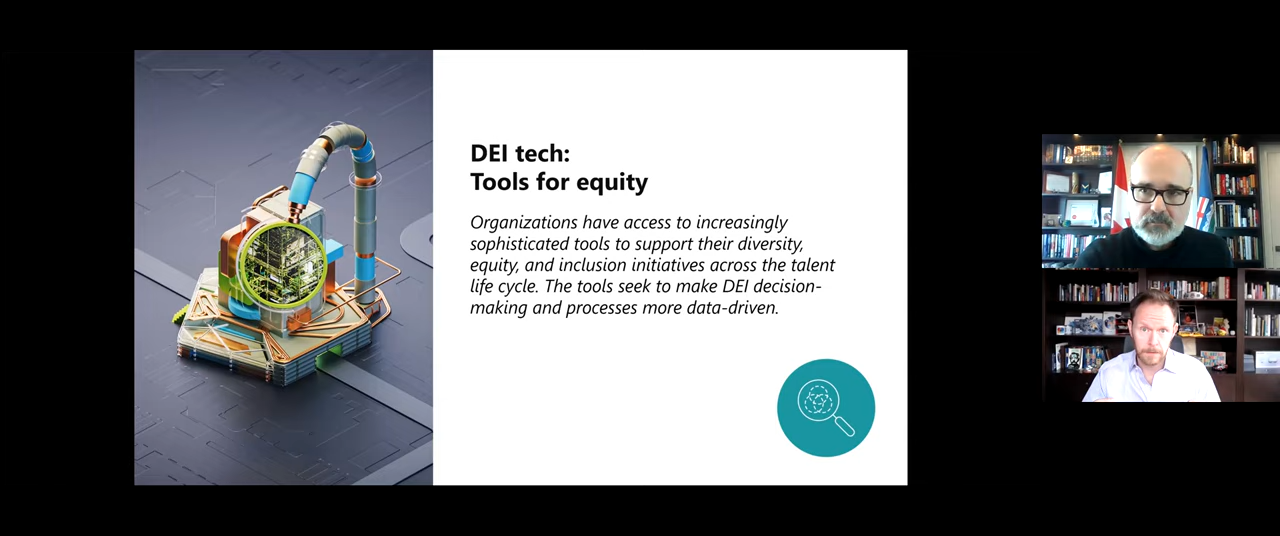 DEI tech:
Tools for equity
Organizations have access to increasingly
sophisticated tools to support their diversity,
equity, and inclusion initiatives across the talent
life cycle. The tools seek to make DEI decision-
making and processes more data-driven.